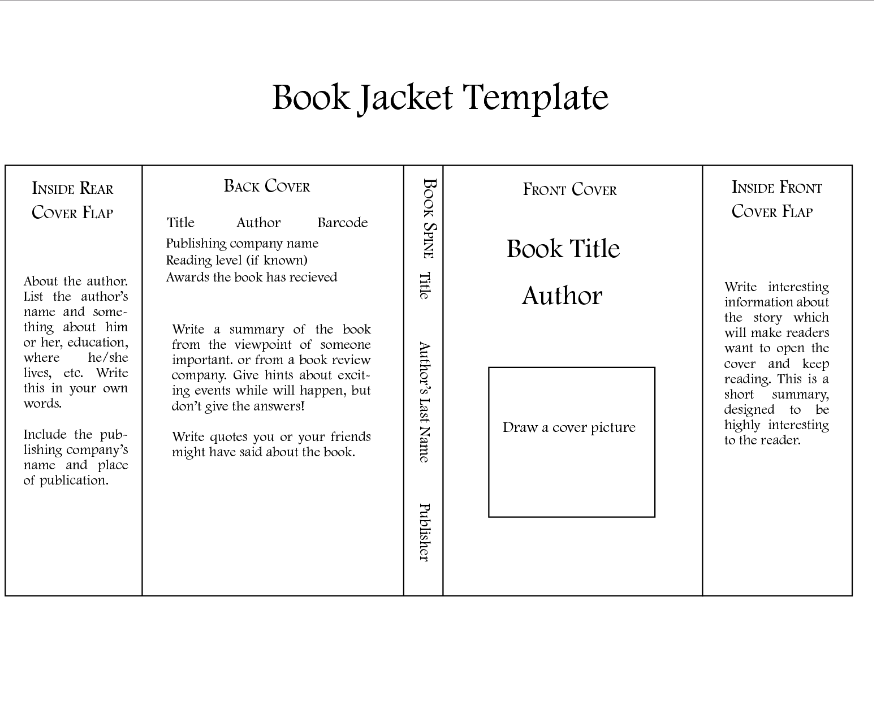 Book Jacket Template
Inside Rear
Cover Flap
About the author.
List the author's
name and some-
thing about him
or her, education,
where he/she
lives, etc. Write
this in your own
words.
Include the pub-
lishing company's
name and place
of publication.
Back Cover
Title Author Barcode
Publishing company name
Reading level (if known)
Awards the book has recieved
Write a summary of the book
from the viewpoint of someone
important. or from a book review
company. Give hints about excit-
ing events while will happen, but
don't give the answers!
Write quotes you or your friends
might have said about the book.
Book Spine Title Author's Last Name Publisher
Front Cover
Book Title
Author
Draw a cover picture
Inside Front
Cover Flap
Write interesting
information about
the story which
will make readers
want to open the
cover and keep
reading. This is a
short summary,
designed to be
highly interesting
to the reader.